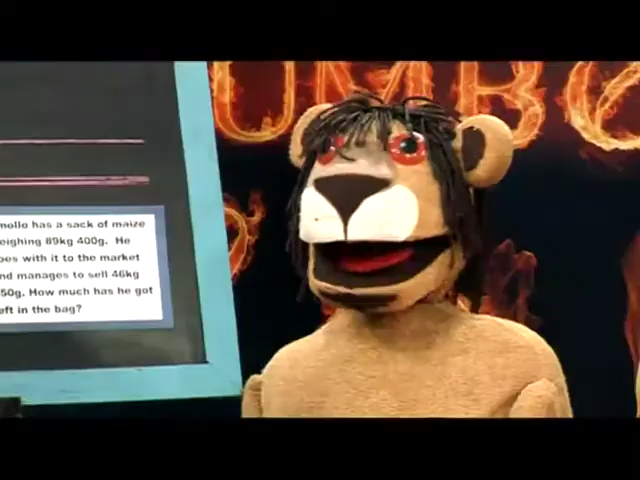 UMBO
mollo has a sack of maize
eighing 89kg 400g. He
oes with it to the market
nd manages to sell 46kg
50g. How much has he got
eft in the bag?